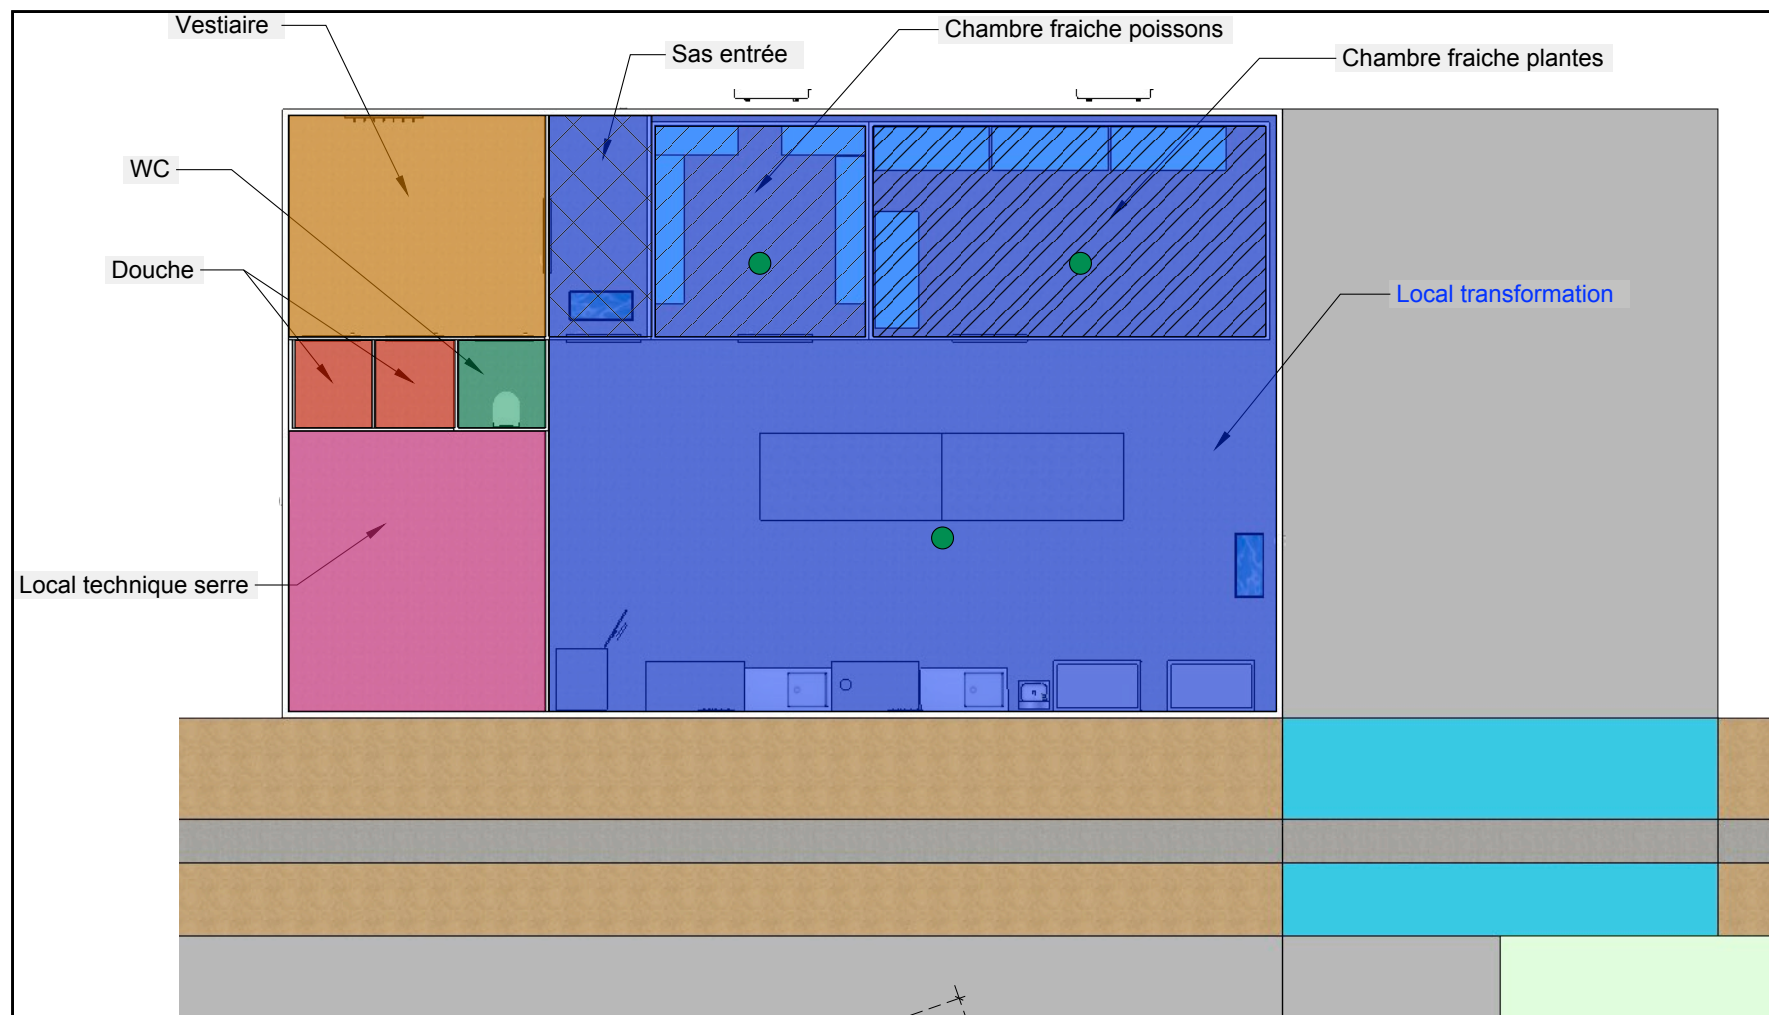 Vestiaire
Chambre fraiche poissons
Sas entrée
Chambre fraiche plantes
WC
Douche
Local transformation
Local technique serre